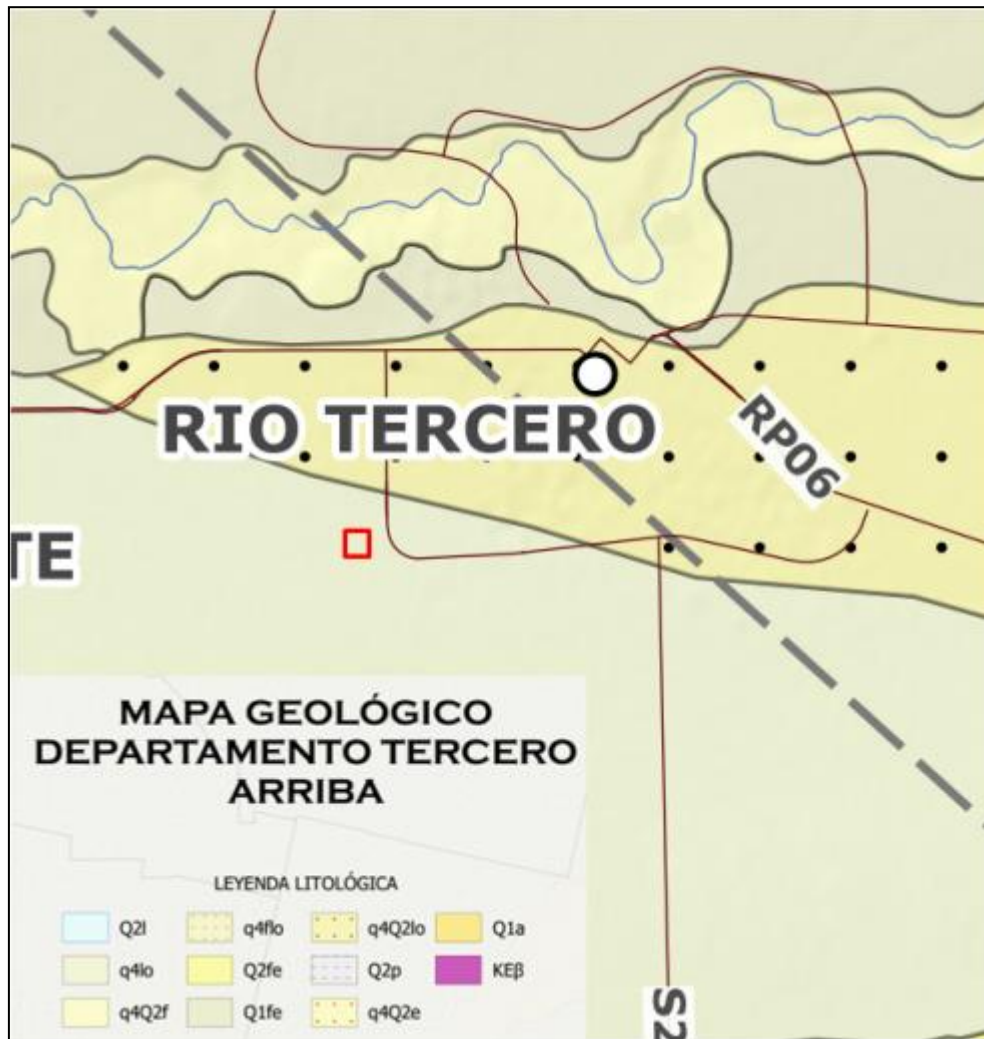 RIO TERCERO
RP06
TE
MAPA GEOLÓGICO
DEPARTAMENTO TERCERO
ARRIBA
LEYENDA LITOLÓGICA
Q2l q4flo q4Q2lo Q1a
q4lo Q2fe Q2p KEβ
q4Q2f Q1fe q4Q2e
S2